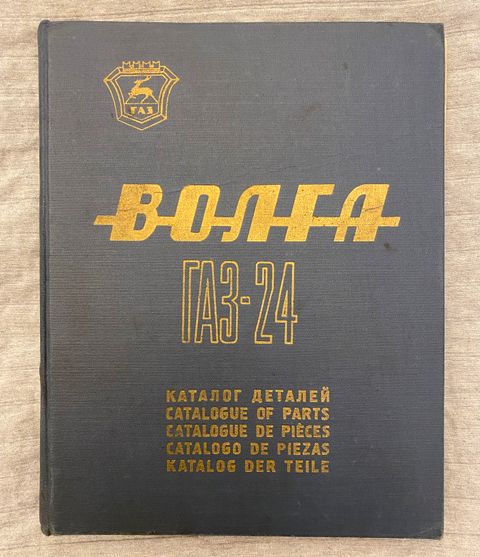 ГАЗ
ВОЛГА
ГАЗ-24
КАТАЛОГ ДЕТАЛЕЙ
CATALOGUE OF PARTS
CATALOGUE DE PIÈCES
CATALOGO DE PIEZAS
KATALOG DER TEILE